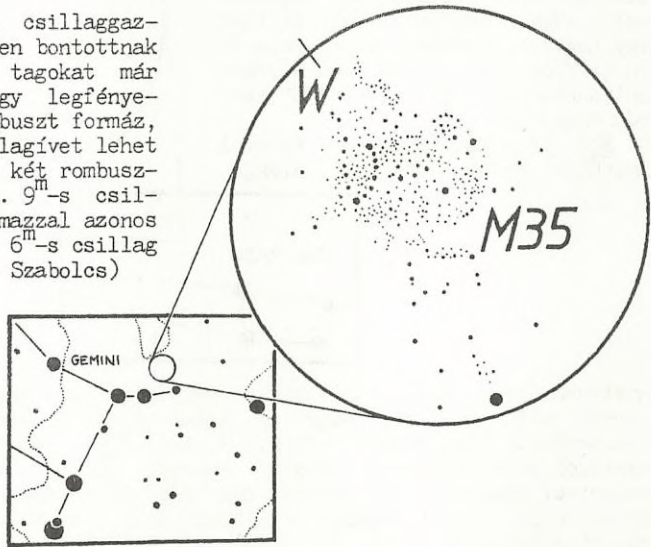 csillaggaz-
en bontottnak
tagokat már
gy legfénye-
buszt formáz,
lagívet lehet
két rombusz-
. 9ᵐ-s csil-
mazzal azonos
6ᵐ-s csillag
Szabolcs)
W
M35
GEMINI